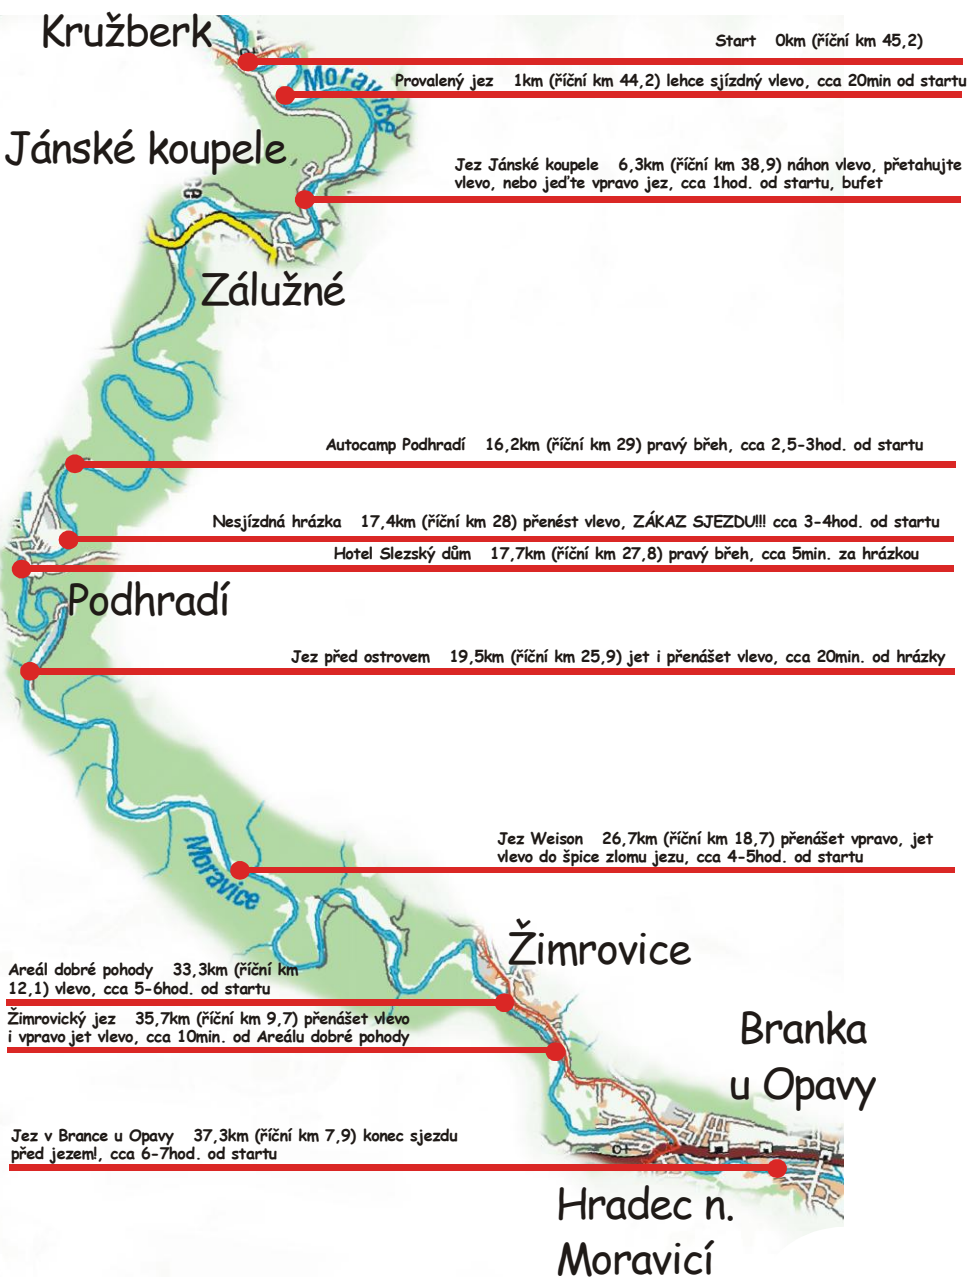 Kružberk
Start 0km (říční km 45,2)
Moravice
Provalený jez 1km (říční km 44,2) lehce sjízdný vlevo, cca 20min od startu
Jánské koupele
Jez Jánské koupele 6,3km (říční km 38,9) náhon vlevo, přetahujte
vlevo, nebo jeďte vpravo jez, cca 1hod. od startu, bufet
Zálužné
Autocamp Podhradí 16,2km (říční km 29) pravý břeh, cca 2,5-3hod. od startu
Nesjízdná hrázka 17,4km (říční km 28) přenést vlevo, ZÁKAZ SJEZDU!!! cca 3-4hod. od startu
Hotel Slezský dům 17,7km (říční km 27,8) pravý břeh, cca 5min. za hrázkou
Podhradí
Jez před ostrovem 19,5km (říční km 25,9) jet i přenášet vlevo, cca 20min. od hrázky
Jez Weison 26,7km (říční km 18,7) přenášet vpravo, jet
vlevo do špice zlomu jezu, cca 4-5hod. od startu
Moravice
Žimrovice
Areál dobré pohody 33,3km (říční km
12,1) vlevo, cca 5-6hod. od startu
Žimrovický jez 35,7km (říční km 9,7) přenášet vlevo
i vpravo jet vlevo, cca 10min. od Areálu dobré pohody
Branka
u Opavy
Jez v Brance u Opavy 37,3km (říční km 7,9) konec sjezdu
před jezem!, cca 6-7hod. od startu
Hradec n.
Moravicí